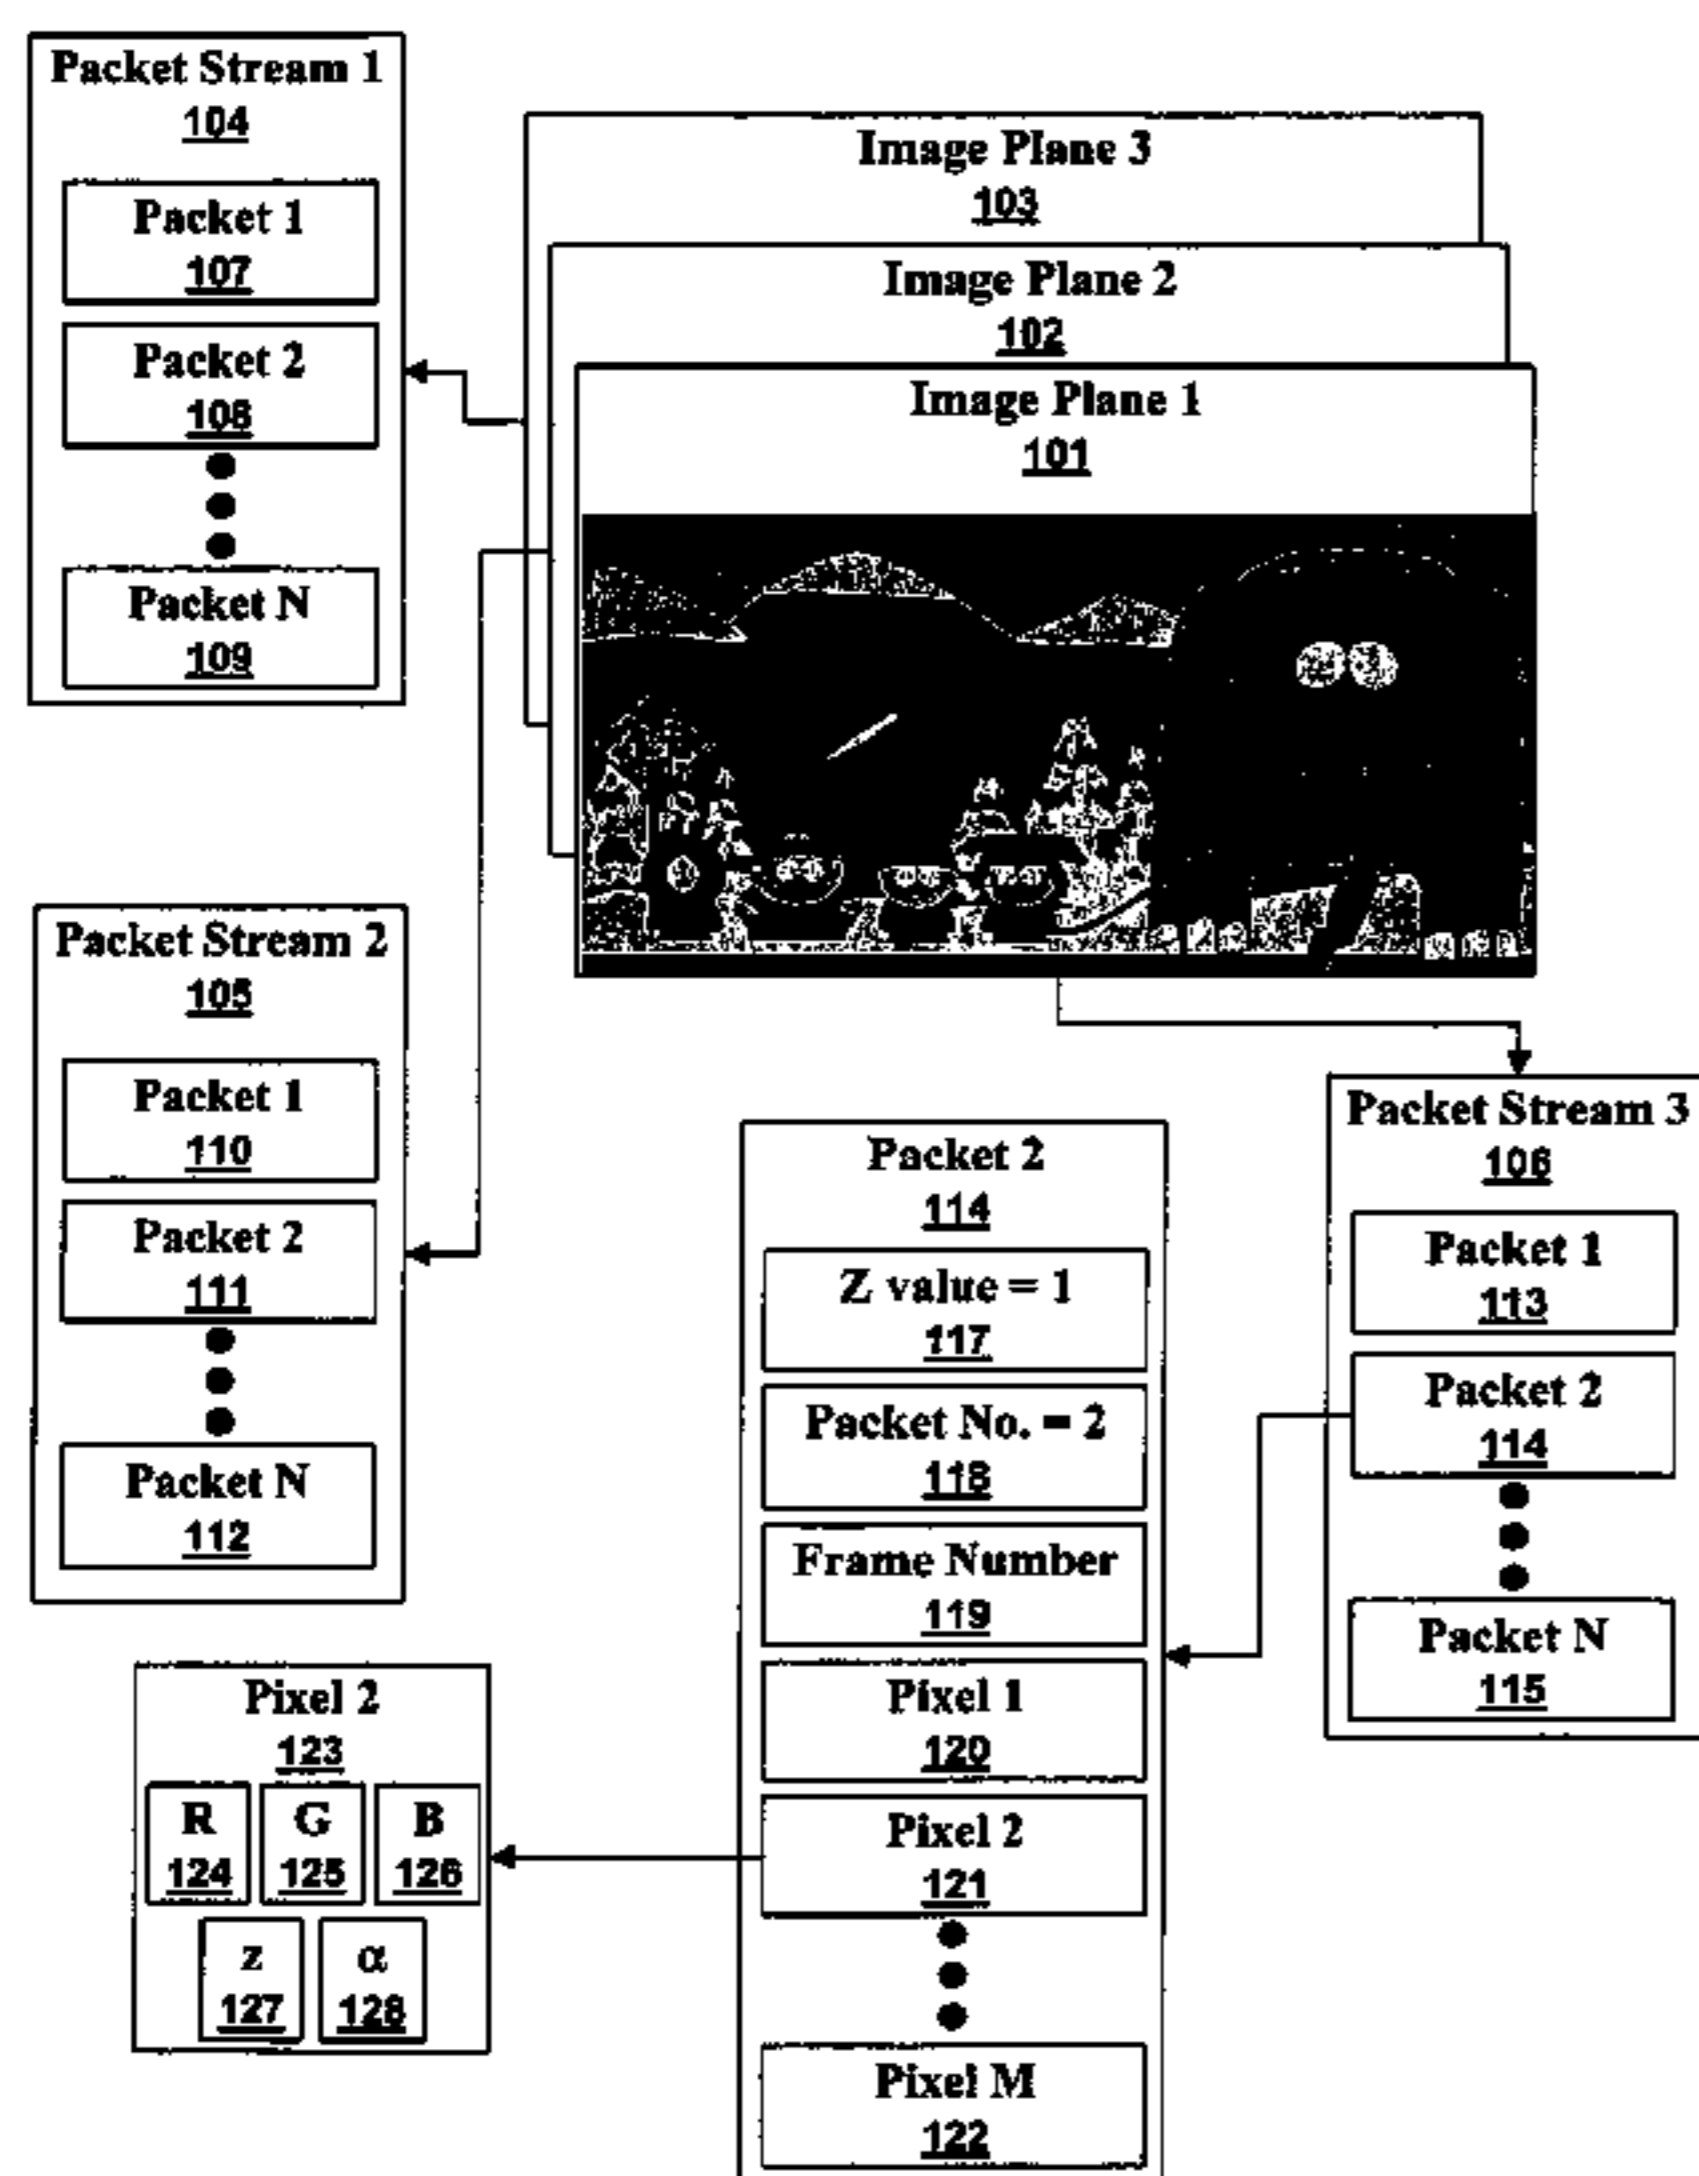 Packet Stream 1
104
Packet 1
107
Packet 2
108
Packet N
109
Image Plane 3
103
Image Plane 2
102
Image Plane 1
101
Packet Stream 2
105
Packet 1
110
Packet 2
111
Packet N
112
Packet 2
114
Z value = 1
117
Packet No. = 2
118
Frame Number
119
Pixel 1
120
Pixel 2
121
Pixel M
122
Packet Stream 3
106
Packet 1
113
Packet 2
114
Packet N
115
Pixel 2
123
R
124
G
125
B
126
z
127
α
128